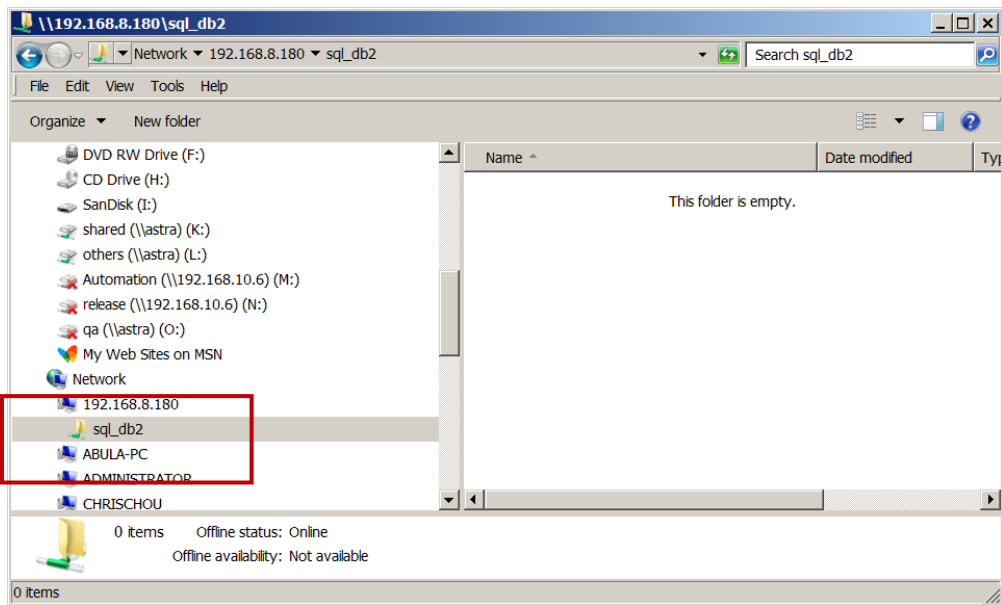 \\192.168.8.180\sql_db2
Network 192.168.8.180 sql_db2 Search sql_db2
File Edit View Tools Help
Organize New folder
Name Date modified Typ
This folder is empty.
DVD RW Drive (F:)
CD Drive (H:)
SanDisk (I:)
shared (\\astra) (K:)
others (\\astra) (L:)
Automation (\\192.168.10.6) (M:)
release (\\192.168.10.6) (N:)
qa (\\astra) (O:)
My Web Sites on MSN
Network
192.168.8.180
sql_db2
ABULA-PC
ADMINISTRATOR
CHRISCHOU
0 items Offline status: Online
Offline availability: Not available
0 items